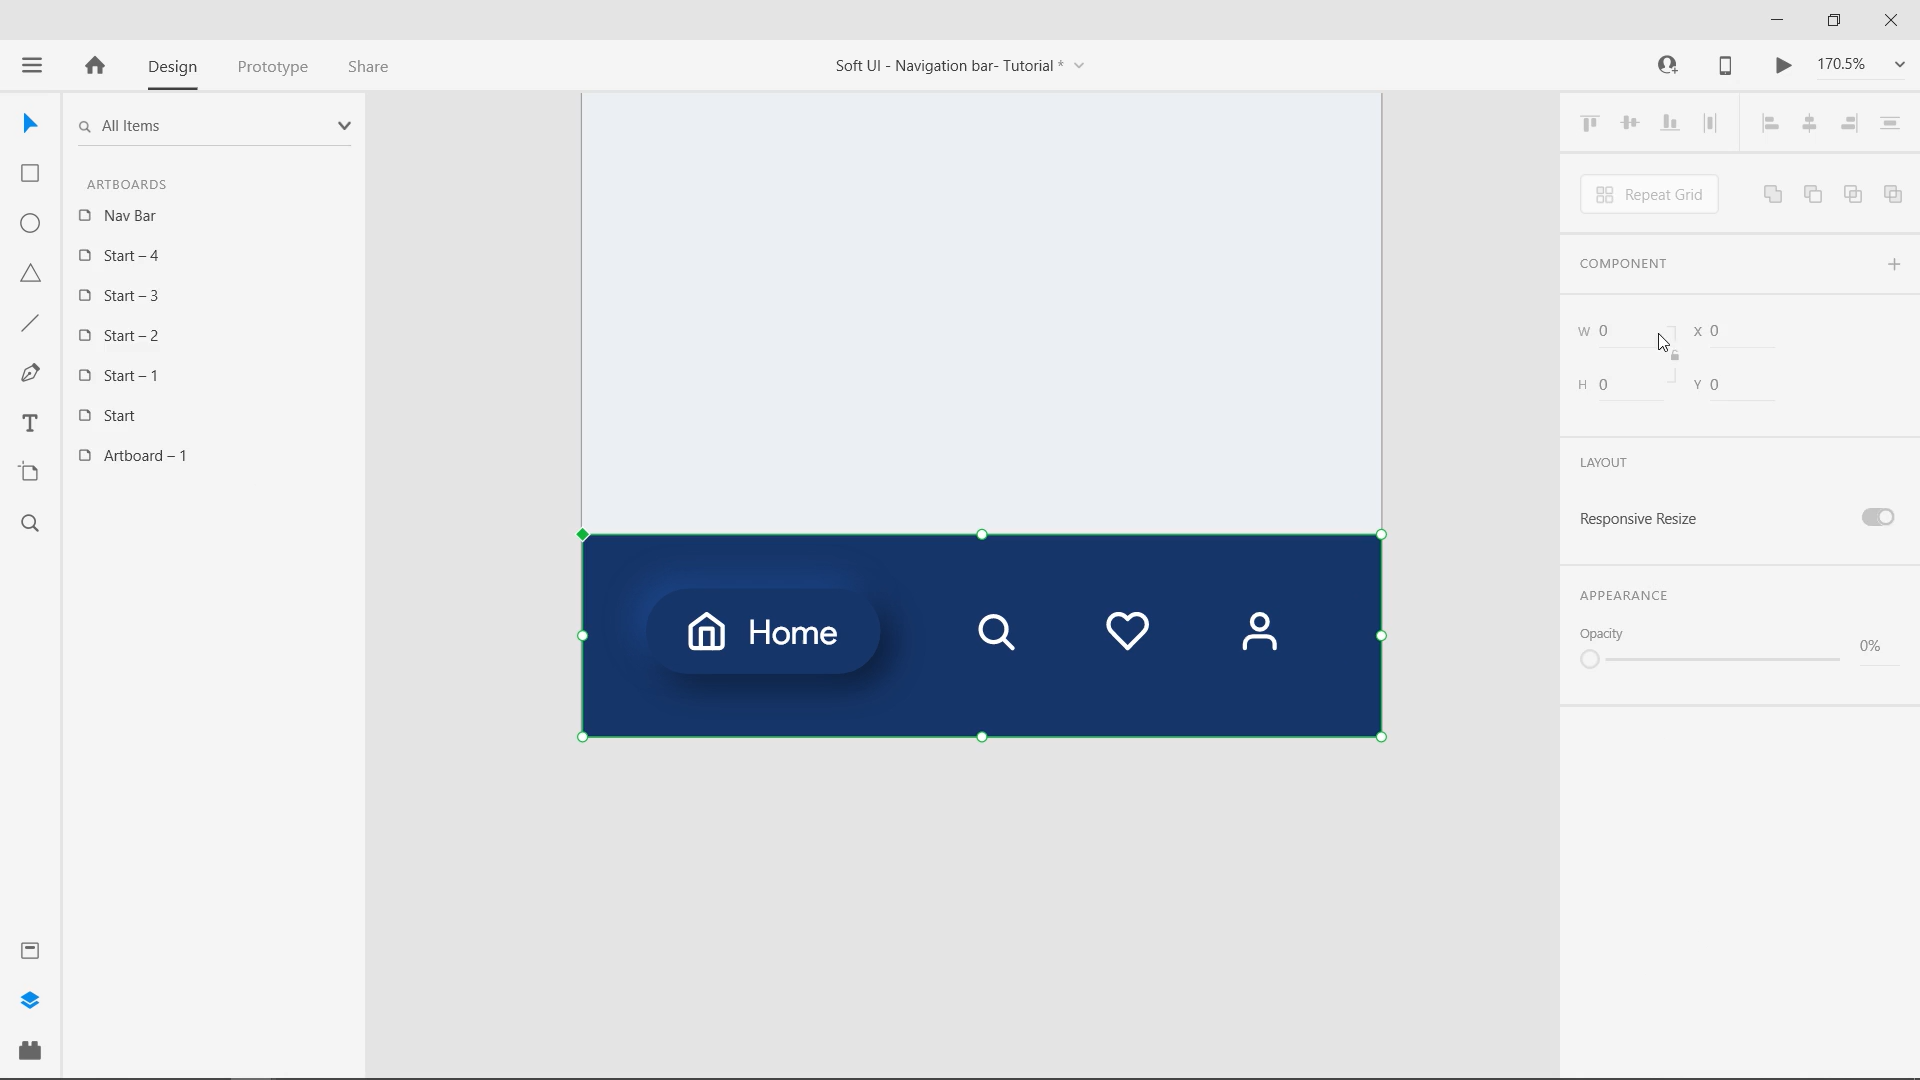 Design
Prototype
Share
Soft UI - Navigation bar- Tutorial *
170.5%
All Items
ARTBOARDS
Nav Bar
Start – 4
Start – 3
Start – 2
Start – 1
Start
Artboard – 1
Home
Repeat Grid
COMPONENT
W 0
X 0
H 0
Y 0
LAYOUT
Responsive Resize
APPEARANCE
Opacity
0%